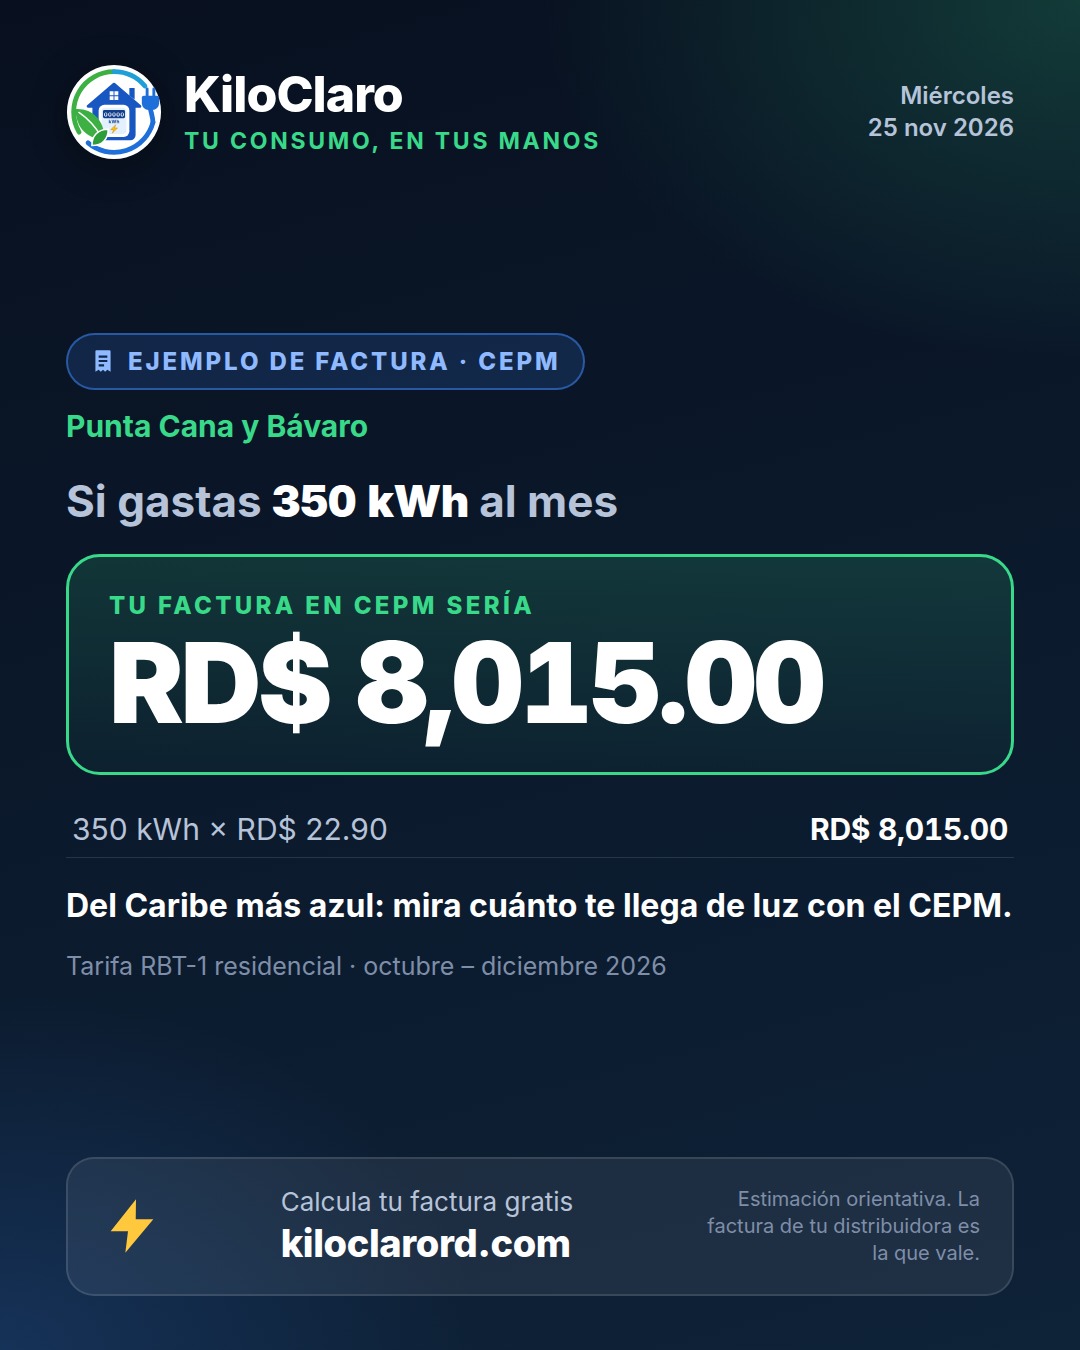 KiloClaro
TU CONSUMO, EN TUS MANOS
Miércoles
25 nov 2026
00000
kWh
EJEMPLO DE FACTURA · CEPM
Punta Cana y Bávaro
Si gastas 350 kWh al mes
TU FACTURA EN CEPM SERÍA
RD$ 8,015.00
350 kWh × RD$ 22.90
RD$ 8,015.00
Del Caribe más azul: mira cuánto te llega de luz con el CEPM.
Tarifa RBT-1 residencial · octubre – diciembre 2026
Calcula tu factura gratis
kiloclarord.com
Estimación orientativa. La
factura de tu distribuidora es
la que vale.